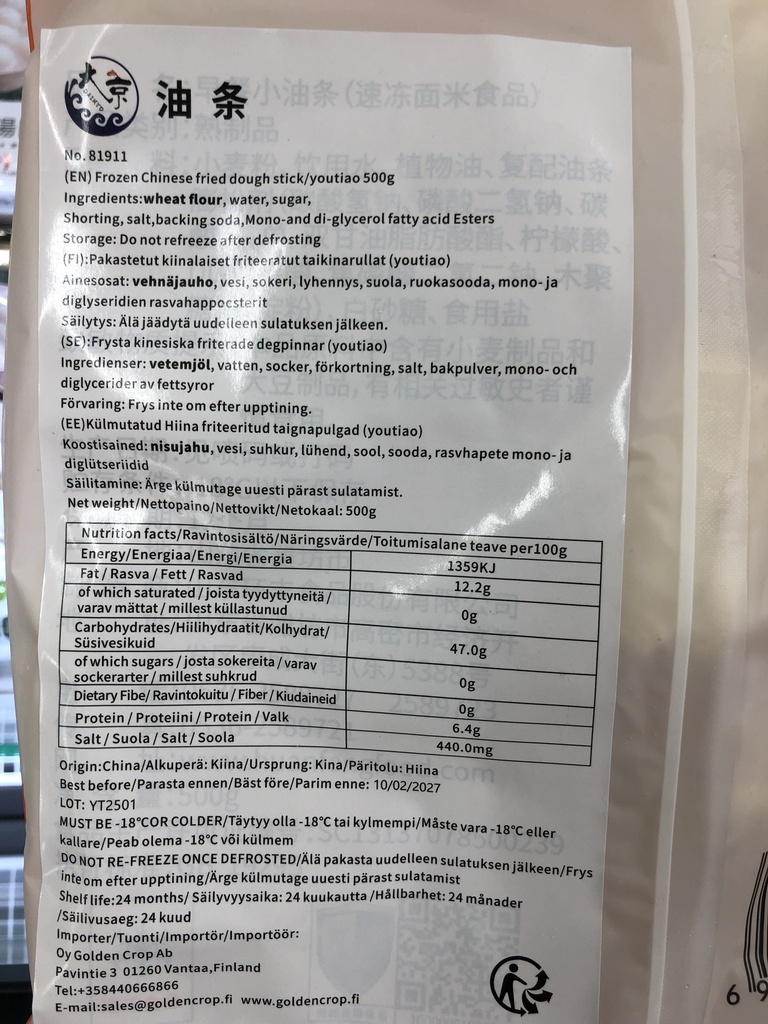 大京
DAIKYO
油条
No. 81911
(EN) Frozen Chinese fried dough stick/youtiao 500g
Ingredients:wheat flour, water, sugar,
Shorting, salt,backing soda,Mono-and di-glycerol fatty acid Esters
Storage: Do not refreeze after defrosting
(FI):Pakastetut kiinalaiset friteeratut taikinarullat (youtiao)
Ainesosat: vehnäjauho, vesi, sokeri, lyhennys, suola, ruokasooda, mono- ja
diglyseridien rasvahappocsterit
Säilytys: Älä jäädytä uudelleen sulatuksen jälkeen.
(SE):Frysta kinesiska friterade degpinnar (youtiao)
Ingredienser: vetemjöl, vatten, socker, förkortning, salt, bakpulver, mono- och
diglycerider av fettsyror
Förvaring: Frys inte om efter upptining.
(EE)Külmutatud Hiina friteeritud taignapulgad (youtiao)
Koostisained: nisujahu, vesi, suhkur, lühend, sool, sooda, rasvhapete mono- ja
diglütseriidid
Säilitamine: Ärge külmutage uuesti pärast sulatamist.
Net weight/Nettopaino/Nettovikt/Netokaal: 500g
Nutrition facts/Ravintosisältö/Näringsvärde/Toitumisalane teave per100g
Energy/Energiaa/Energi/Energia 1359KJ
Fat / Rasva / Fett / Rasvad 12.2g
of which saturated / joista tyydyttyneitä /
varav mättat / millest küllastunud 0g
Carbohydrates/Hiilihydraatit/Kolhydrat/
Süsivesikuid 47.0g
of which sugars / josta sokereita / varav
sockerarter / millest suhkrud 0g
Dietary Fibe/ Ravintokuitu / Fiber / Kiudaineid 0g
Protein / Proteiini / Protein / Valk 6.4g
Salt / Suola / Salt / Soola 440.0mg
Origin:China/Alkuperä: Kiina/Ursprung: Kina/Päritolu: Hiina
Best before/Parasta ennen/Bäst före/Parim enne: 10/02/2027
LOT: YT2501
MUST BE -18℃OR COLDER/Täytyy olla -18℃ tai kylmempi/Måste vara -18℃ eller
kallare/Peab olema -18℃ või külmem
DO NOT RE-FREEZE ONCE DEFROSTED/Älä pakasta uudelleen sulatuksen jälkeen/Frys
inte om efter upptining/Ärge külmutage uuesti pärast sulatamist
Shelf life:24 months/ Säilyvyysaika: 24 kuukautta /Hållbarhet: 24 månader
/Säilivusaeg: 24 kuud
Importer/Tuonti/Importör/Importöör:
Oy Golden Crop Ab
Pavintie 3 01260 Vantaa,Finland
Tel:+358440666866
E-mail:sales@goldencrop.fi www.goldencrop.fi
6 9